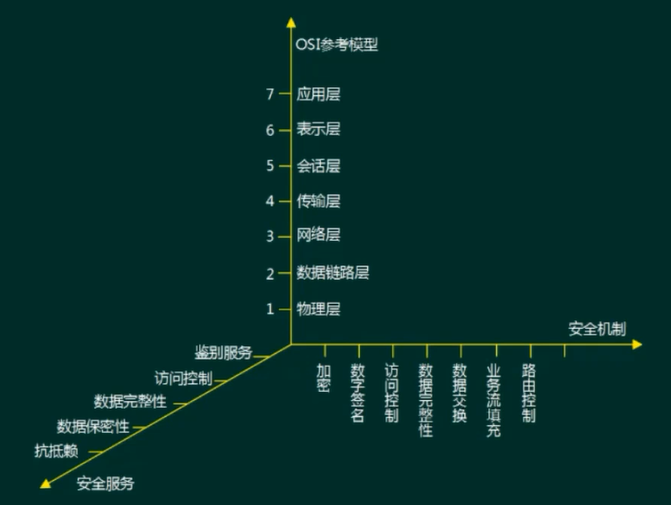 OSI参考模型
7 应用层
6 表示层
5 会话层
4 传输层
3 网络层
2 数据链路层
1 物理层
安全机制
鉴别服务
访问控制
数据完整性
数据保密性
抗抵赖
安全服务
加密
数字签名
访问控制
数据完整性
数据交换
业务流填充
路由控制